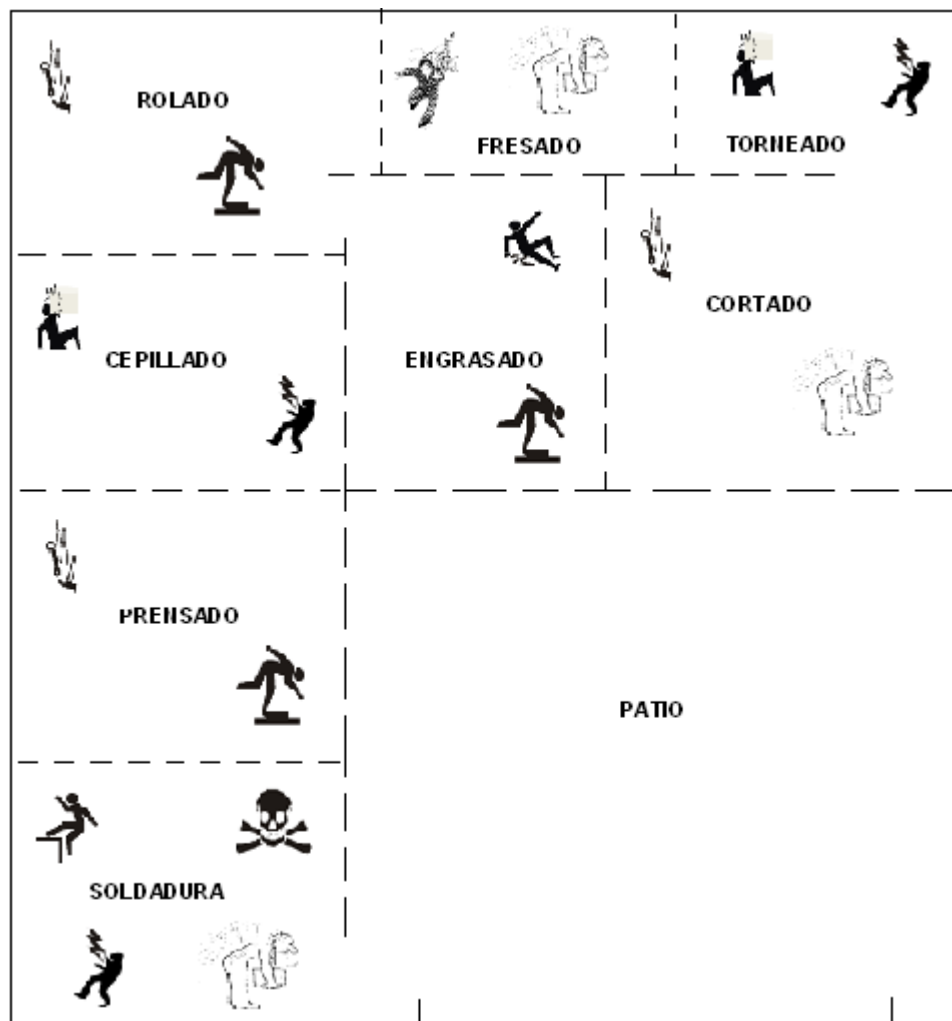 ROLADO
FRESADO
TORNEADO
CORTADO
CEPILLADO
ENGRASADO
PRENSADO
PATIO
SOLDADURA